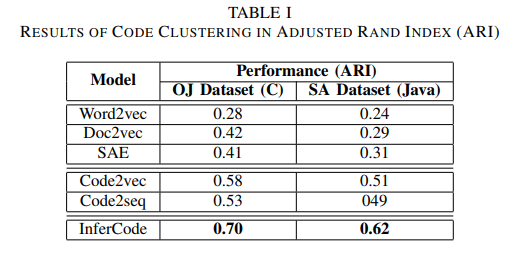 TABLE I
RESULTS OF CODE CLUSTERING IN ADJUSTED RAND INDEX (ARI)
Model Performance (ARI)
OJ Dataset (C) SA Dataset (Java)
Word2vec 0.28 0.24
Doc2vec 0.42 0.29
SAE 0.41 0.31
Code2vec 0.58 0.51
Code2seq 0.53 049
InferCode 0.70 0.62